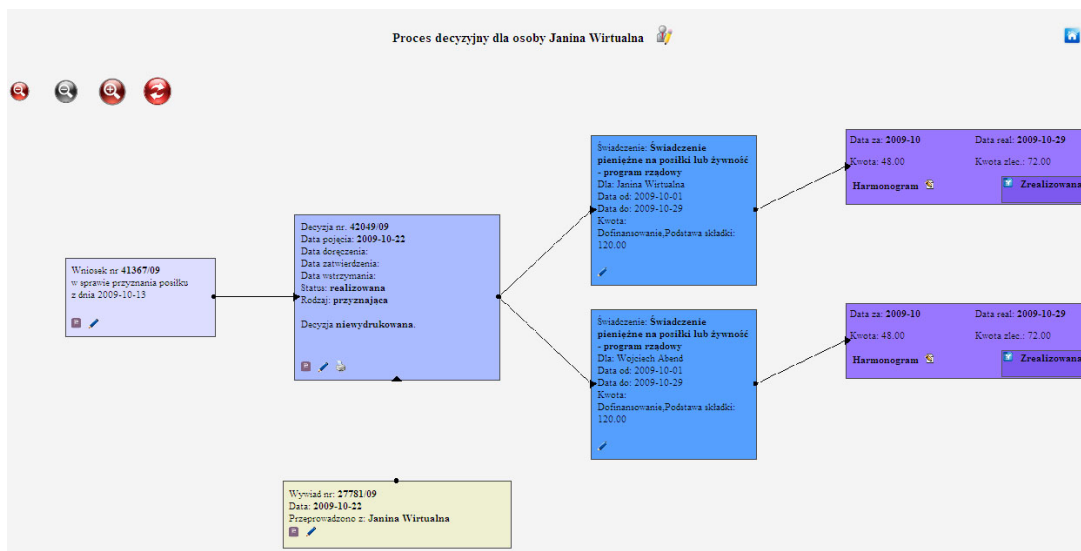 Proces decyzyjny dla osoby Janina Wirtualna
Wniosek nr 41367/09
w sprawie przyznania posiłku
z dnia 2009-10-13
Decyzja nr. 42049/09
Data pojęcia: 2009-10-22
Data doręczenia:
Data zatwierdzenia:
Data wstrzymania:
Status: realizowana
Rodzaj: przyznająca
Decyzja niewydrukowana.
Świadczenie: Świadczenie
pieniężne na posiłki lub żywność
- program rządowy
Dla: Janina Wirtualna
Data od: 2009-10-01
Data do: 2009-10-29
Kwota:
Dofinansowanie,Podstawa składki:
120.00
Data za: 2009-10 Data real: 2009-10-29
Kwota: 48.00 Kwota zlec.: 72.00
Harmonogram Zrealizowana
Świadczenie: Świadczenie
pieniężne na posiłki lub żywność
- program rządowy
Dla: Wojciech Abend
Data od: 2009-10-01
Data do: 2009-10-29
Kwota:
Dofinansowanie,Podstawa składki:
120.00
Data za: 2009-10 Data real: 2009-10-29
Kwota: 48.00 Kwota zlec.: 72.00
Harmonogram Zrealizowana
Wywiad nr: 27781/09
Data: 2009-10-22
Przeprowadzono z: Janina Wirtualna